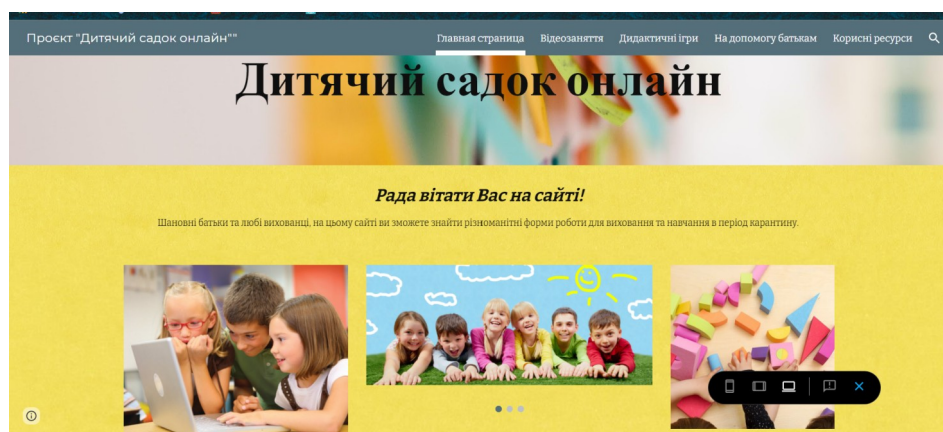 Проєкт "Дитячий садок онлайн""
Главная страница
Відеозаняття
Дидактичні ігри
На допомогу батькам
Корисні ресурси
Дитячий садок онлайн
Рада вітати Вас на сайті!
Шановні батьки та любі вихованці, на цьому сайті ви зможете знайти різноманітні форми роботи для виховання та навчання в період карантину.